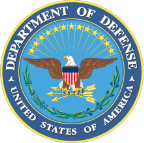 DEPARTMENT OF DEFENSE
UNITED STATES OF AMERICA